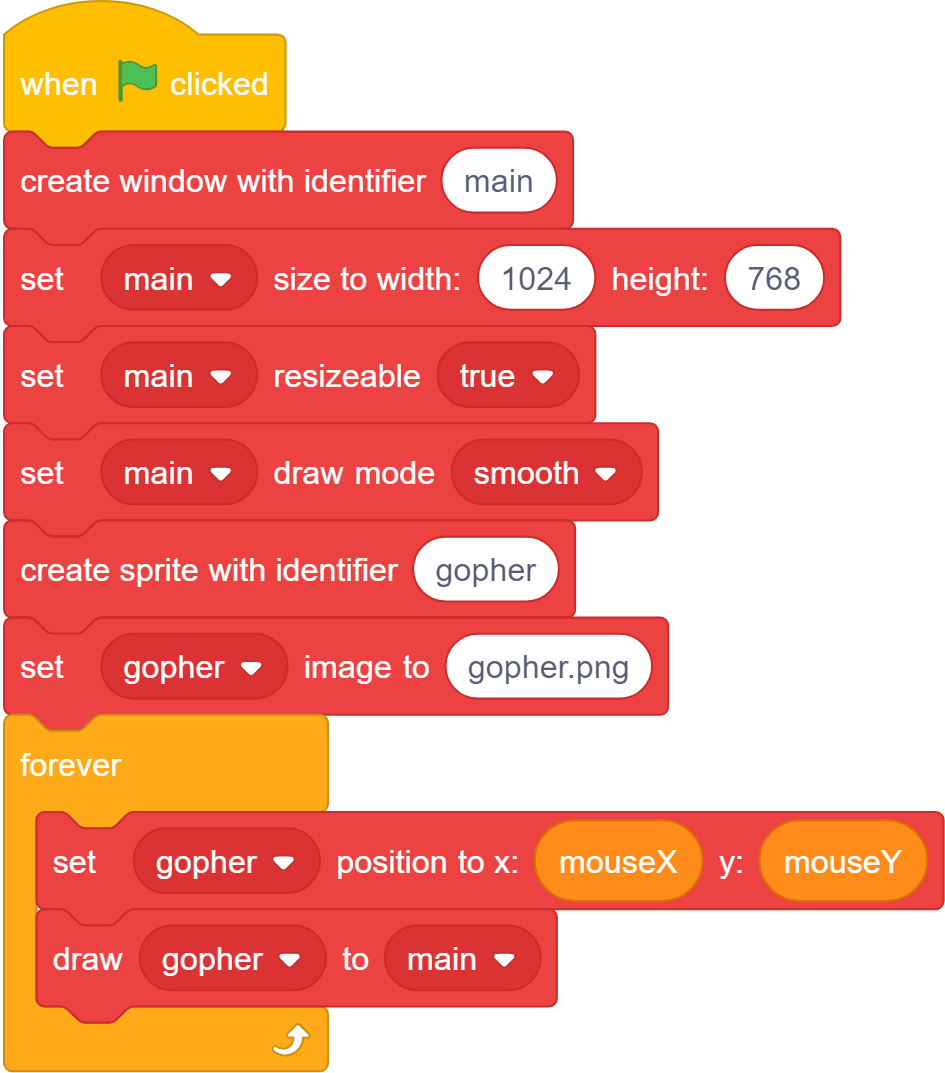 when clicked
create window with identifier main
set main size to width: 1024 height: 768
set main resizeable true
set main draw mode smooth
create sprite with identifier gopher
set gopher image to gopher.png
forever
set gopher position to x: mouseX y: mouseY
draw gopher to main